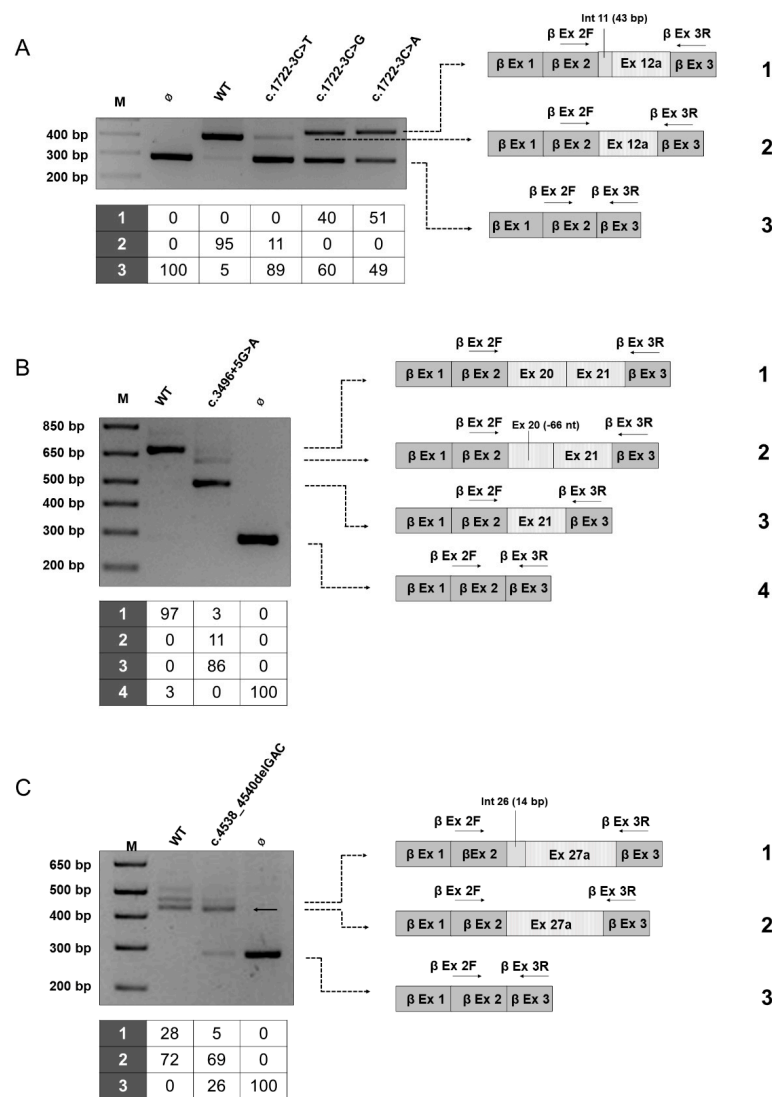 A
M ø WT c.1722-3C>T c.1722-3C>G c.1722-3C>A
400 bp
300 bp
200 bp
1 0 0 0 40 51
2 0 95 11 0 0
3 100 5 89 60 49
Int 11 (43 bp)
β Ex 2F β Ex 3R
β Ex 1 β Ex 2 Ex 12a β Ex 3 1
β Ex 2F β Ex 3R
β Ex 1 β Ex 2 Ex 12a β Ex 3 2
β Ex 2F β Ex 3R
β Ex 1 β Ex 2 β Ex 3 3
B
M WT c.3496+5G>A ø
850 bp
650 bp
500 bp
400 bp
300 bp
200 bp
1 97 3 0
2 0 11 0
3 0 86 0
4 3 0 100
β Ex 2F β Ex 3R
β Ex 1 β Ex 2 Ex 20 Ex 21 β Ex 3 1
Ex 20 (-66 nt)
β Ex 2F β Ex 3R
β Ex 1 β Ex 2 Ex 21 β Ex 3 2
β Ex 2F β Ex 3R
β Ex 1 β Ex 2 Ex 21 β Ex 3 3
β Ex 2F β Ex 3R
β Ex 1 β Ex 2 β Ex 3 4
C
M WT c.4538_4540delGAC ø
650 bp
500 bp
400 bp
300 bp
200 bp
1 28 5 0
2 72 69 0
3 0 26 100
Int 26 (14 bp)
β Ex 2F β Ex 3R
β Ex 1 βEx 2 Ex 27a β Ex 3 1
β Ex 2F β Ex 3R
β Ex 1 β Ex 2 Ex 27a β Ex 3 2
β Ex 2F β Ex 3R
β Ex 1 β Ex 2 β Ex 3 3